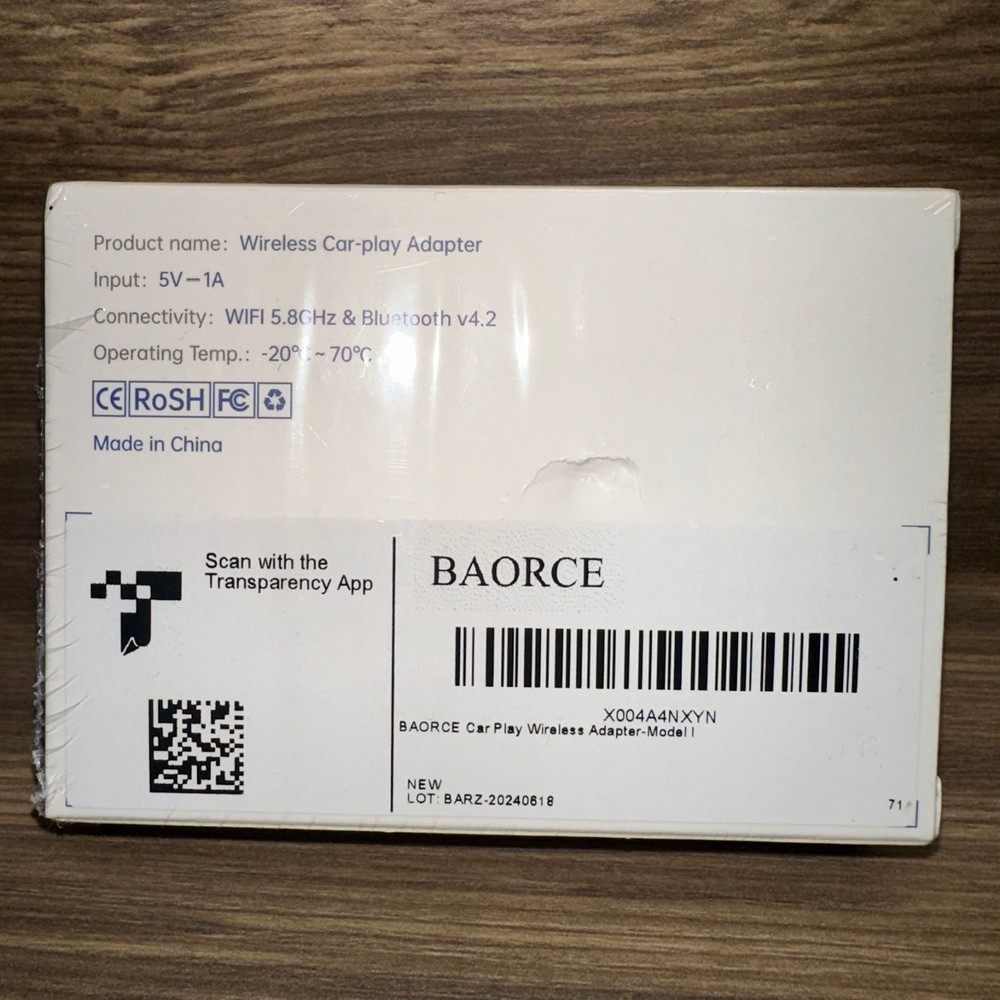 Product name: Wireless Car-play Adapter
Input: 5V—1A
Connectivity: WIFI 5.8GHz & Bluetooth v4.2
Operating Temp.: -20℃~70℃
CE RoSH FC
Made in China
Scan with the
Transparency App
BAORCE
X004A4NXYN
BAORCE Car Play Wireless Adapter-Model I
NEW
LOT: BARZ-20240618
71